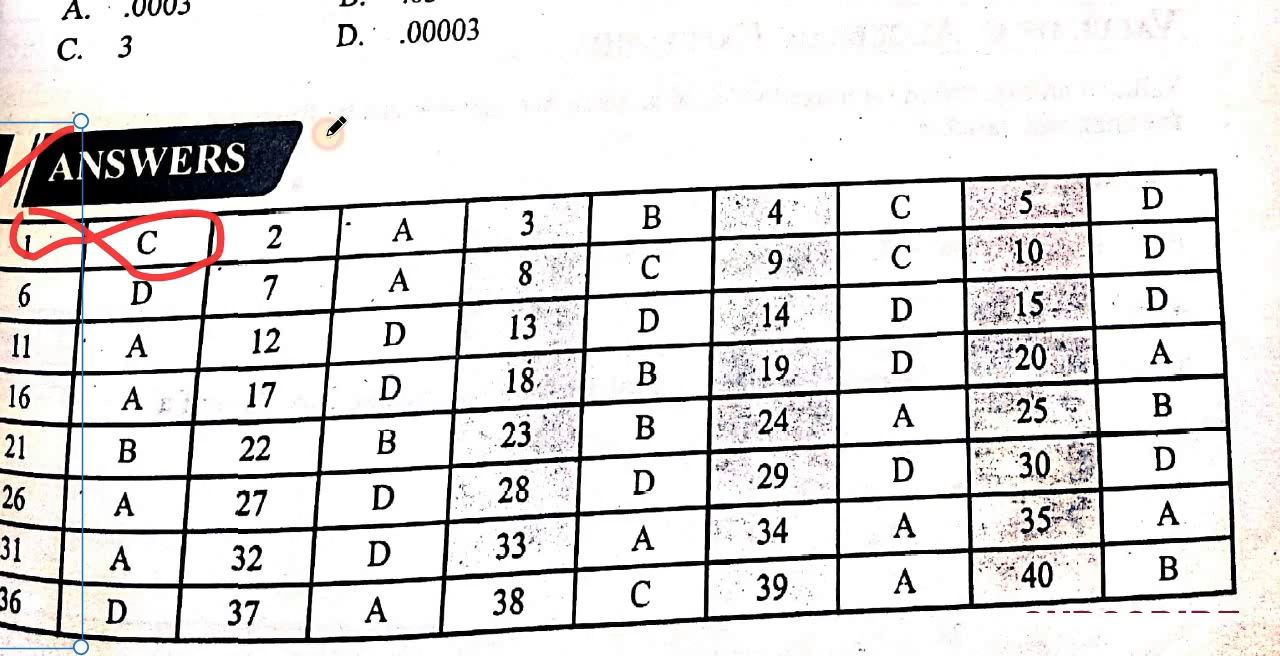 A. .0003
D.
C. 3 D. .00003
ANSWERS
1 C 2 A 3 B 4 C 5 D
6 D 7 A 8 C 9 C 10 D
11 A 12 D 13 D 14 D 15 D
16 A 17 D 18 B 19 D 20 A
21 B 22 B 23 B 24 A 25 B
26 A 27 D 28 D 29 D 30 D
31 A 32 D 33 A 34 A 35 A
36 D 37 A 38 C 39 A 40 B